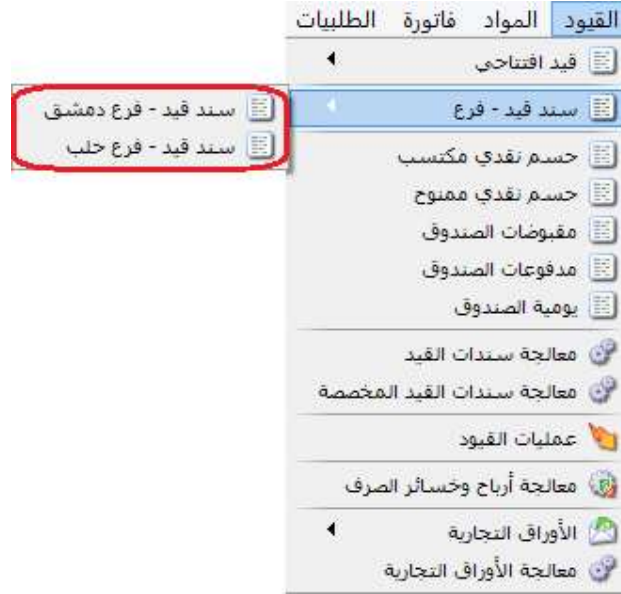 القيود المواد فاتورة الطلبيات
قيد افتتاحي
سند قيد - فرع
سند قيد - فرع دمشق
سند قيد - فرع حلب
حسم نقدي مكتسب
حسم نقدي ممنوح
مقبوضات الصندوق
مدفوعات الصندوق
يومية الصندوق
معالجة سندات القيد
معالجة سندات القيد المخصصة
عمليات القيود
معالجة أرباح وخسائر الصرف
الأوراق التجارية
معالجة الأوراق التجارية